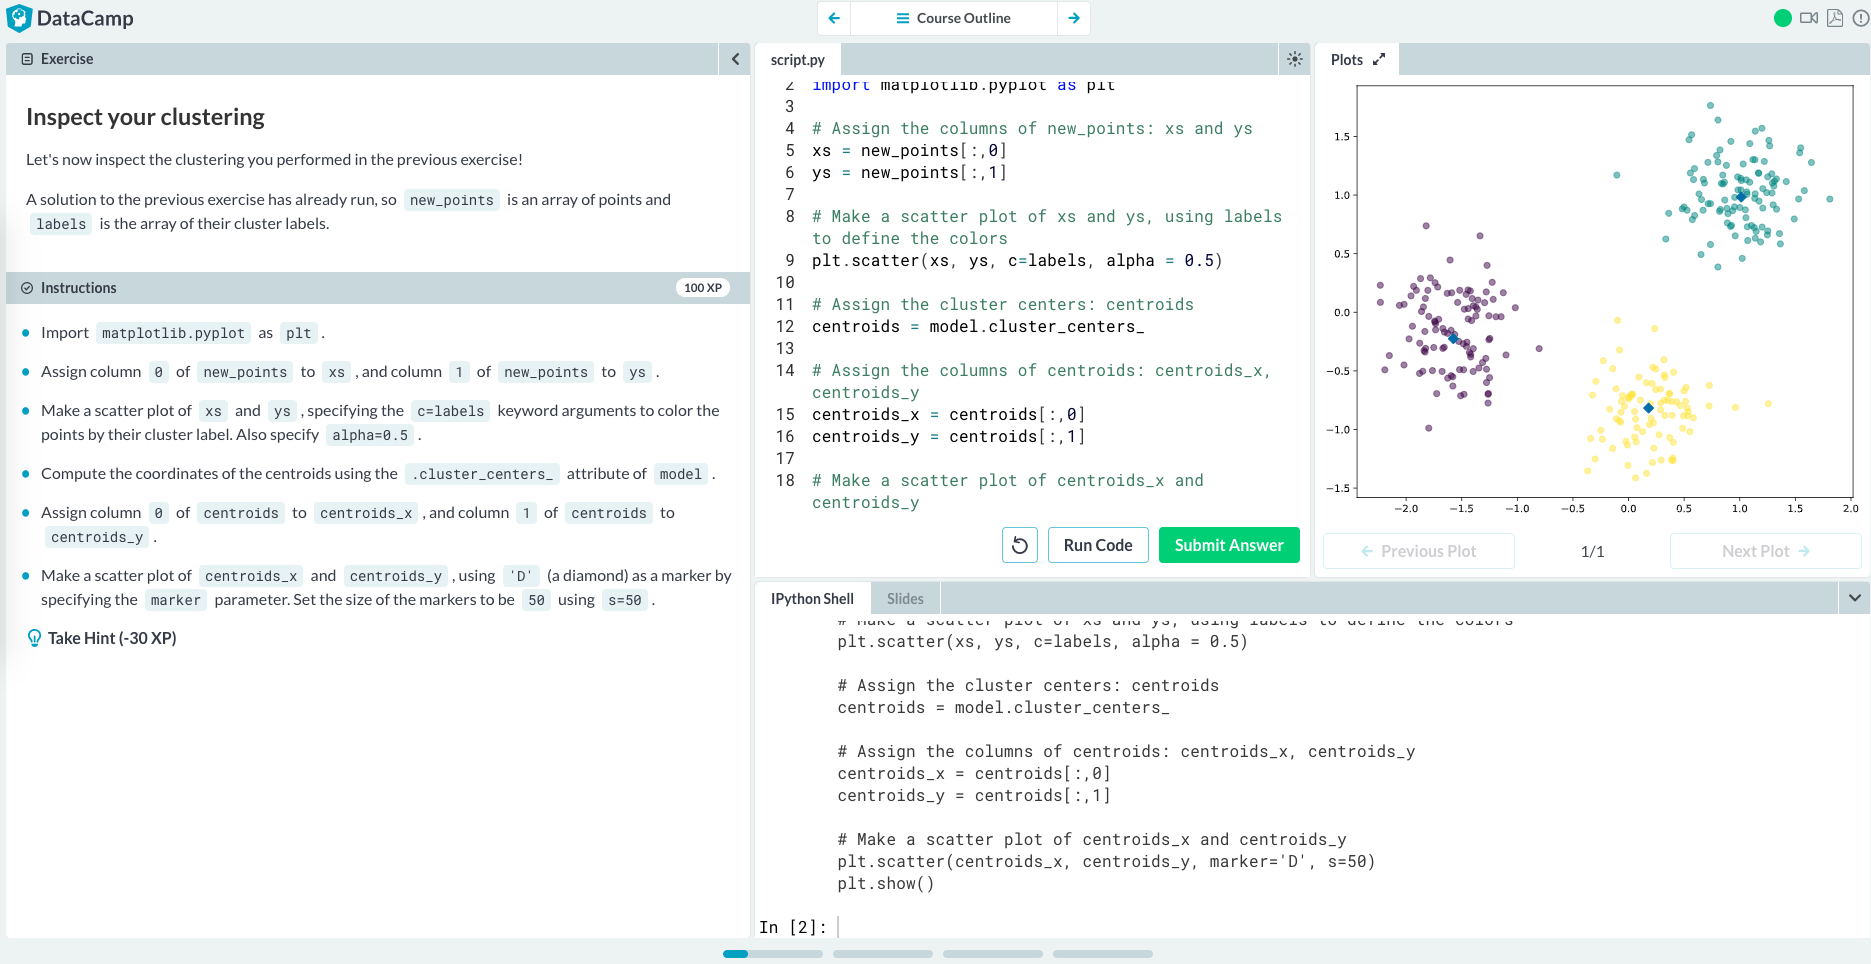 DataCamp
Course Outline
Exercise
Inspect your clustering
Let's now inspect the clustering you performed in the previous exercise!
A solution to the previous exercise has already run, so new_points is an array of points and
labels is the array of their cluster labels.
Instructions
100 XP
Import matplotlib.pyplot as plt .
Assign column 0 of new_points to xs , and column 1 of new_points to ys .
Make a scatter plot of xs and ys , specifying the c=labels keyword arguments to color the
points by their cluster label. Also specify alpha=0.5 .
Compute the coordinates of the centroids using the .cluster_centers_ attribute of model .
Assign column 0 of centroids to centroids_x , and column 1 of centroids to
centroids_y .
Make a scatter plot of centroids_x and centroids_y , using 'D' (a diamond) as a marker by
specifying the marker parameter. Set the size of the markers to be 50 using s=50 .
Take Hint (-30 XP)
script.py
2 import matplotlib.pyplot as plt
3
4 # Assign the columns of new_points: xs and ys
5 xs = new_points[:,0]
6 ys = new_points[:,1]
7
8 # Make a scatter plot of xs and ys, using labels
to define the colors
9 plt.scatter(xs, ys, c=labels, alpha = 0.5)
10
11 # Assign the cluster centers: centroids
12 centroids = model.cluster_centers_
13
14 # Assign the columns of centroids: centroids_x,
centroids_y
15 centroids_x = centroids[:,0]
16 centroids_y = centroids[:,1]
17
18 # Make a scatter plot of centroids_x and
centroids_y
Run Code
Submit Answer
Plots
1.5
1.0
0.5
0.0
−0.5
−1.0
−1.5
−2.0 −1.5 −1.0 −0.5 0.0 0.5 1.0 1.5 2.0
Previous Plot
1/1
Next Plot
IPython Shell
Slides
# Make a scatter plot of xs and ys, using labels to define the colors
plt.scatter(xs, ys, c=labels, alpha = 0.5)
# Assign the cluster centers: centroids
centroids = model.cluster_centers_
# Assign the columns of centroids: centroids_x, centroids_y
centroids_x = centroids[:,0]
centroids_y = centroids[:,1]
# Make a scatter plot of centroids_x and centroids_y
plt.scatter(centroids_x, centroids_y, marker='D', s=50)
plt.show()
In [2]: